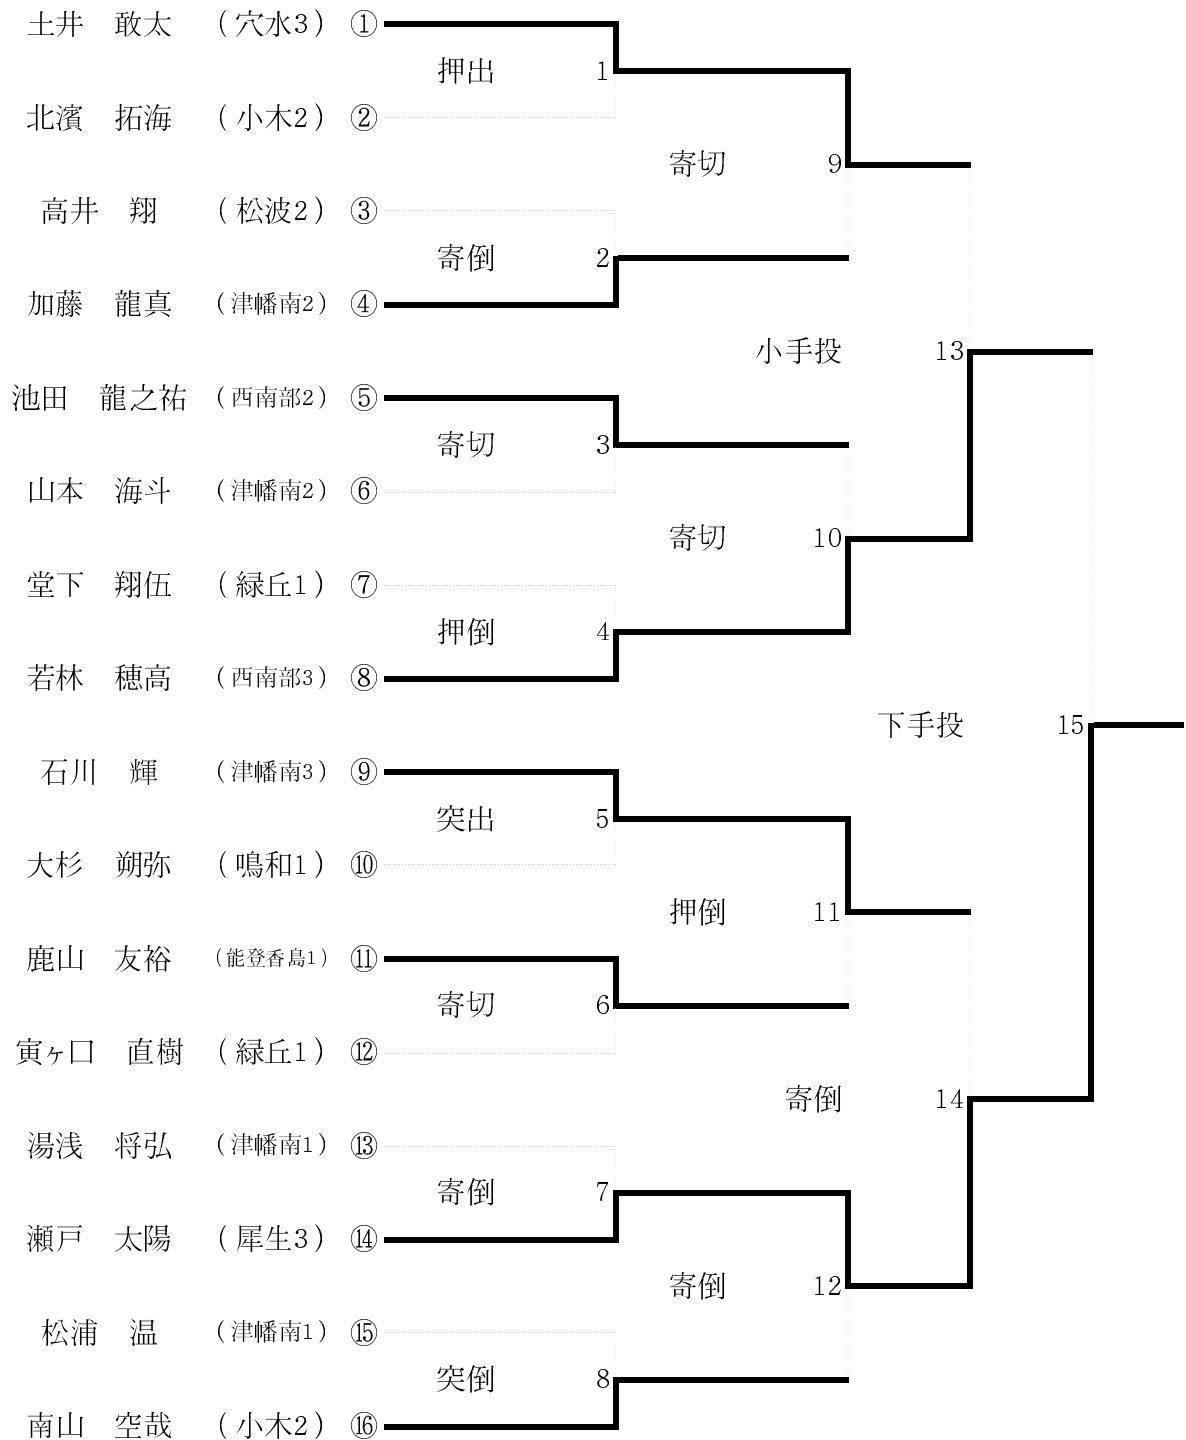 土井　敢太　（穴水3）　①
押出　1
北濱　拓海　（小木2）　②
寄切　9
高井　翔　（松波2）　③
寄倒　2
加藤　龍真　（津幡南2）　④
小手投　13
池田　龍之祐　（西南部2）　⑤
寄切　3
山本　海斗　（津幡南2）　⑥
寄切　10
堂下　翔伍　（緑丘1）　⑦
押倒　4
若林　穂高　（西南部3）　⑧
下手投　15
石川　輝　（津幡南3）　⑨
突出　5
大杉　朔弥　（鳴和1）　⑩
押倒　11
鹿山　友裕　（能登香島1）　⑪
寄切　6
寅ヶ口　直樹　（緑丘1）　⑫
寄倒　14
湯浅　将弘　（津幡南1）　⑬
寄倒　7
瀬戸　太陽　（犀生3）　⑭
寄倒　12
松浦　温　（津幡南1）　⑮
突倒　8
南山　空哉　（小木2）　⑯